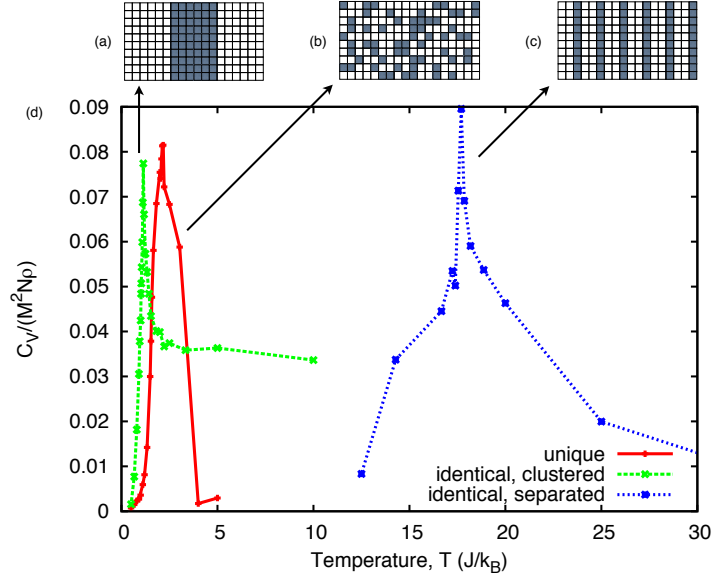 (a)
(b)
(c)
(d)
0.09
0.08
0.07
0.06
0.05
0.04
0.03
0.02
0.01
0
C_V/(M²Nρ)
unique
identical, clustered
identical, separated
0 5 10 15 20 25 30
Temperature, T (J/k_B)